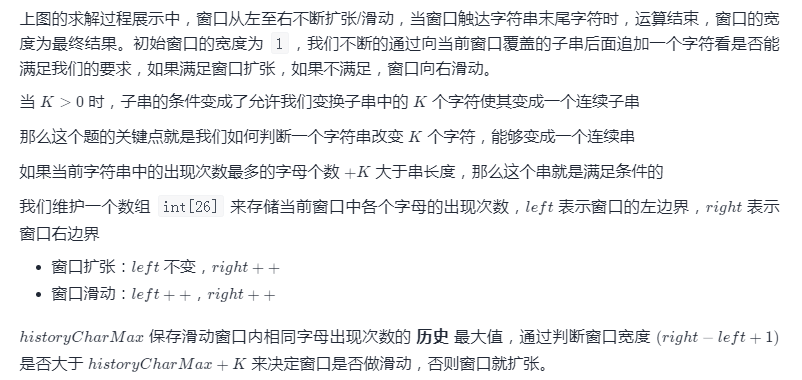 上图的求解过程展示中，窗口从左至右不断扩张/滑动，当窗口触达字符串末尾字符时，运算结束，窗口的宽
度为最终结果。初始窗口的宽度为 1 ，我们不断的通过向当前窗口覆盖的子串后面追加一个字符看是否能
满足我们的要求，如果满足窗口扩张，如果不满足，窗口向右滑动。
当 K > 0 时，子串的条件变成了允许我们变换子串中的 K 个字符使其变成一个连续子串
那么这个题的关键点就是我们如何判断一个字符串改变 K 个字符，能够变成一个连续串
如果当前字符串中的出现次数最多的字母个数 +K 大于串长度，那么这个串就是满足条件的
我们维护一个数组 int[26] 来存储当前窗口中各个字母的出现次数，left 表示窗口的左边界，right 表示
窗口右边界
• 窗口扩张：left 不变，right + +
• 窗口滑动：left + +，right + +
historyCharMax 保存滑动窗口内相同字母出现次数的 历史 最大值，通过判断窗口宽度 (right − left + 1)
是否大于 historyCharMax + K 来决定窗口是否做滑动，否则窗口就扩张。